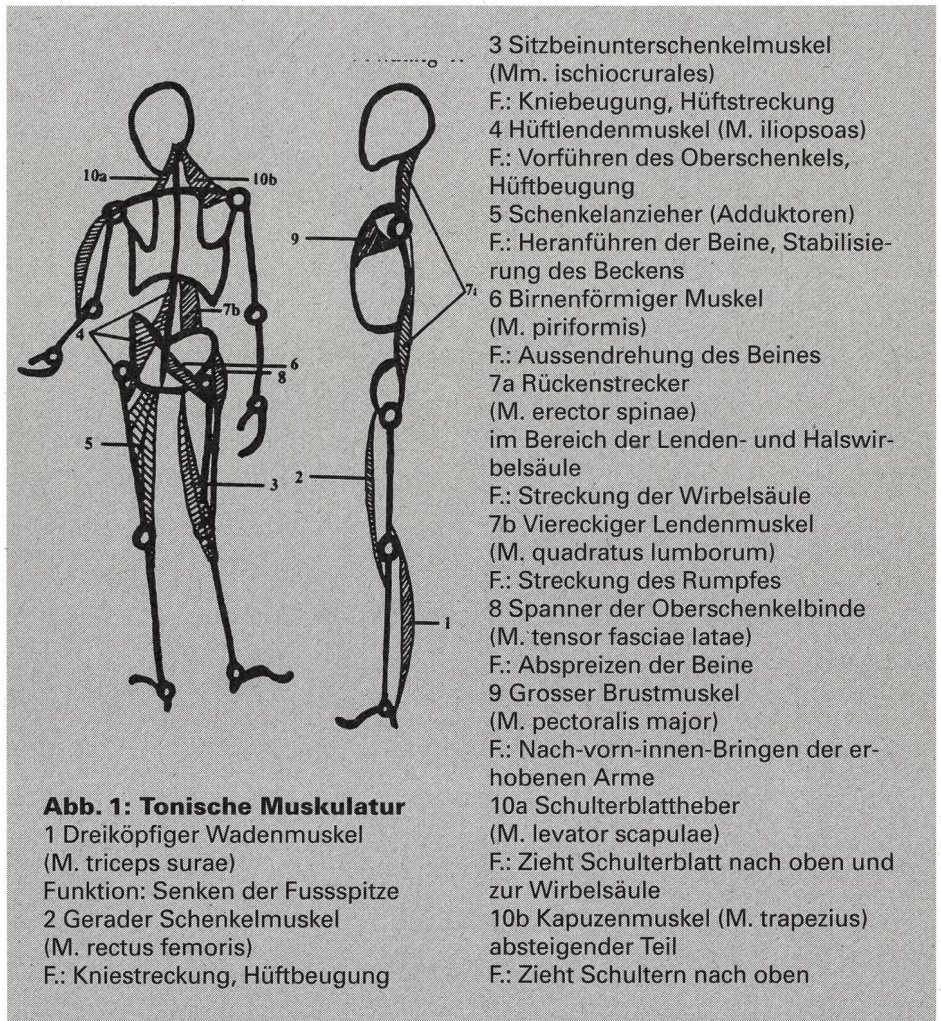 10a
10b
9
7b
4
6
8
5
3
2
1
Abb. 1: Tonische Muskulatur
1 Dreiköpfiger Wadenmuskel
(M. triceps surae)
Funktion: Senken der Fussspitze
2 Gerader Schenkelmuskel
(M. rectus femoris)
F.: Kniestreckung, Hüftbeugung
3 Sitzbeinunterschenkelmuskel
(Mm. ischiocrurales)
F.: Kniebeugung, Hüftstreckung
4 Hüftlendenmuskel (M. iliopsoas)
F.: Vorführen des Oberschenkels,
Hüftbeugung
5 Schenkelanzieher (Adduktoren)
F.: Heranführen der Beine, Stabilisie-
rung des Beckens
6 Birnenförmiger Muskel
(M. piriformis)
F.: Aussendrehung des Beines
7a Rückenstrecker
(M. erector spinae)
im Bereich der Lenden- und Halswir-
belsäule
F.: Streckung der Wirbelsäule
7b Viereckiger Lendenmuskel
(M. quadratus lumborum)
F.: Streckung des Rumpfes
8 Spanner der Oberschenkelbinde
(M. tensor fasciae latae)
F.: Abspreizen der Beine
9 Grosser Brustmuskel
(M. pectoralis major)
F.: Nach-vorn-innen-Bringen der er-
hobenen Arme
10a Schulterblattheber
(M. levator scapulae)
F.: Zieht Schulterblatt nach oben und
zur Wirbelsäule
10b Kapuzenmuskel (M. trapezius)
absteigender Teil
F.: Zieht Schultern nach oben